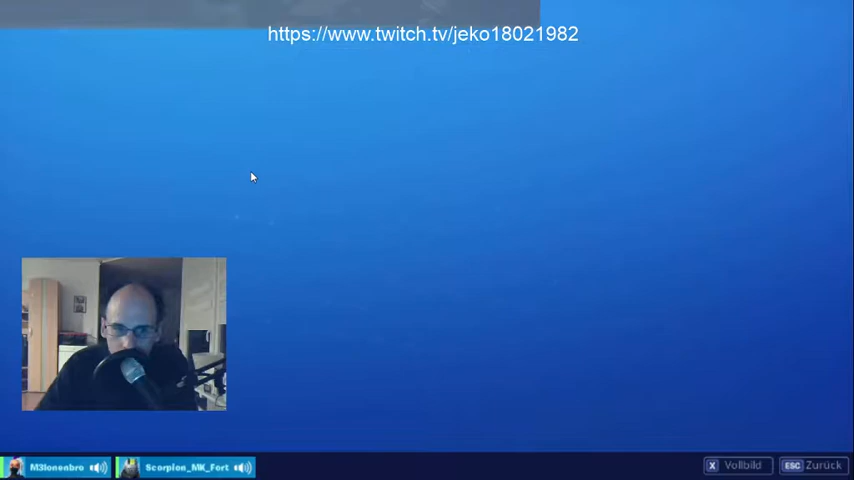 https://www.twitch.tv/jeko18021982
M3lonenbro
Scorpion_MK_Fort
X Vollbild
ESC Zurück